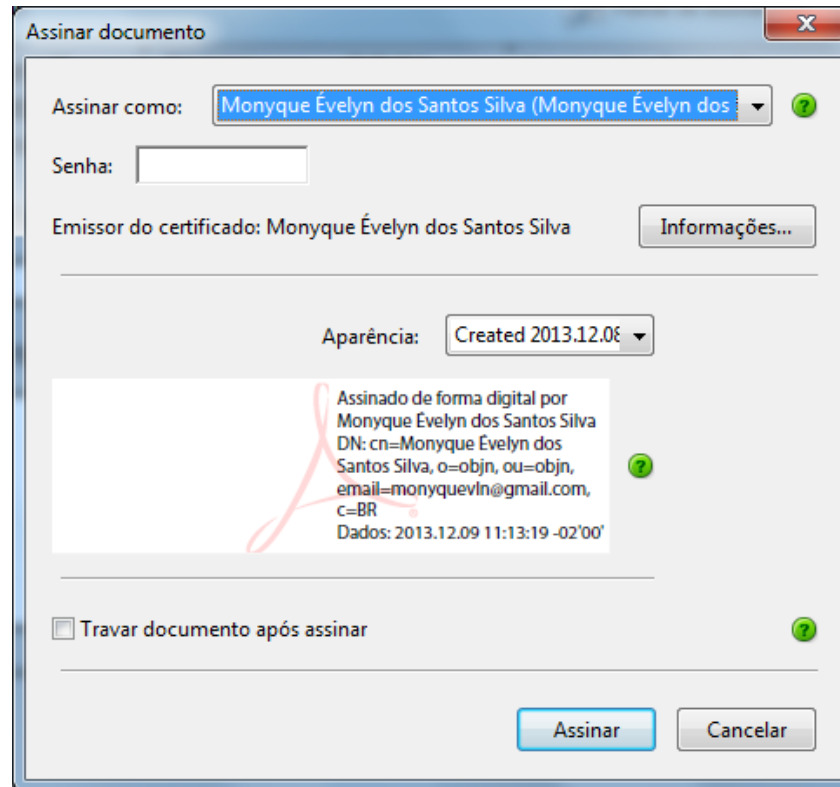 Assinar documento
Assinar como: Monyque Évelyn dos Santos Silva (Monyque Évelyn dos
Senha:
Emissor do certificado: Monyque Évelyn dos Santos Silva Informações...
Aparência: Created 2013.12.08
Assinado de forma digital por
Monyque Évelyn dos Santos Silva
DN: cn=Monyque Évelyn dos
Santos Silva, o=objn, ou=objn,
email=monyquevln@gmail.com,
c=BR
Dados: 2013.12.09 11:13:19 -02'00'
Travar documento após assinar
Assinar Cancelar